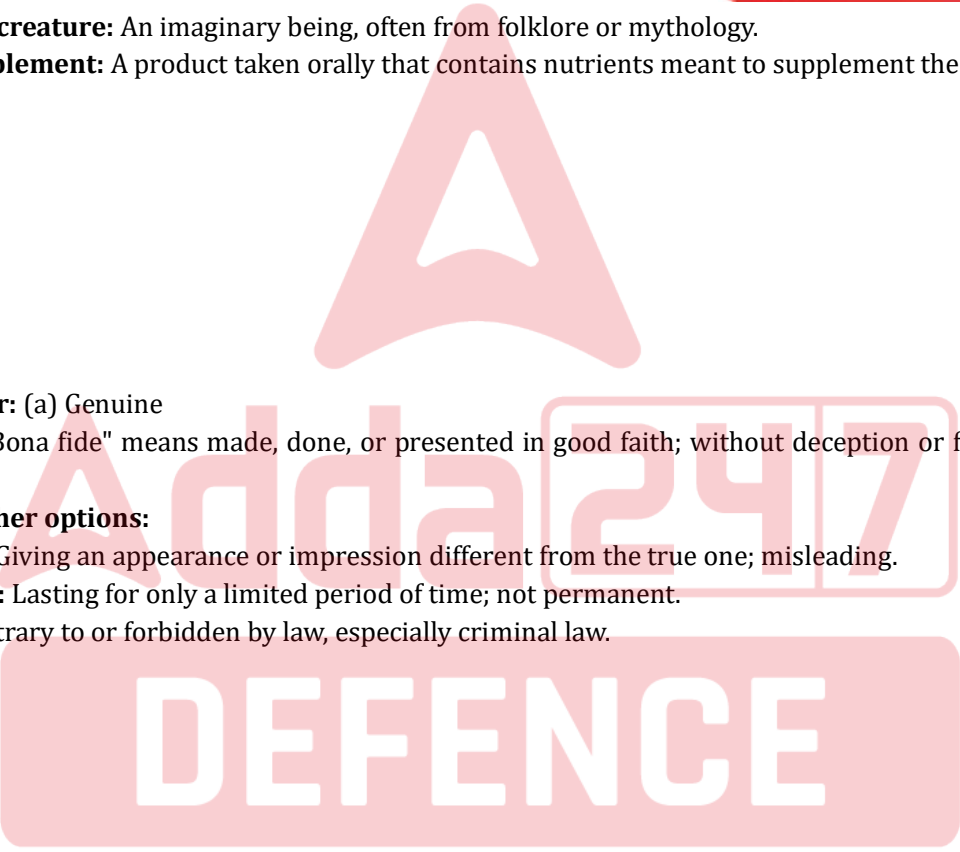 creature: An imaginary being, often from folklore or mythology.
plement: A product taken orally that contains nutrients meant to supplement the
r: (a) Genuine
Bona fide" means made, done, or presented in good faith; without deception or f
ner options:
Giving an appearance or impression different from the true one; misleading.
: Lasting for only a limited period of time; not permanent.
trary to or forbidden by law, especially criminal law.
Adda247
DEFENCE